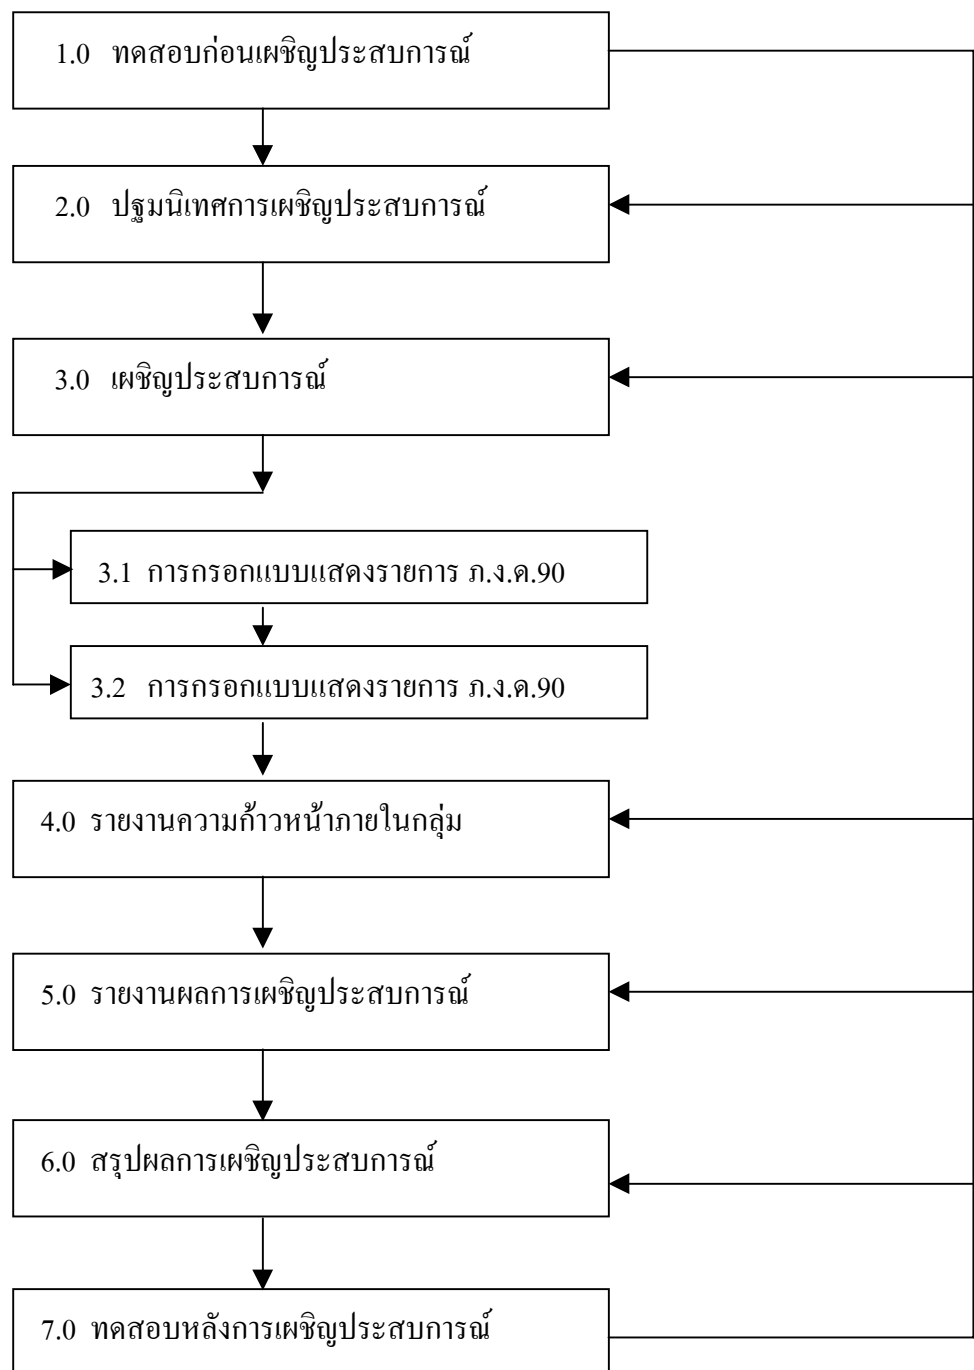 1.0 ทดสอบก่อนเผชิญประสบการณ์
2.0 ปฐมนิเทศการเผชิญประสบการณ์
3.0 เผชิญประสบการณ์
3.1 การกรอกแบบแสดงรายการ ภ.ง.ด.90
3.2 การกรอกแบบแสดงรายการ ภ.ง.ด.90
4.0 รายงานความก้าวหน้าภายในกลุ่ม
5.0 รายงานผลการเผชิญประสบการณ์
6.0 สรุปผลการเผชิญประสบการณ์
7.0 ทดสอบหลังการเผชิญประสบการณ์